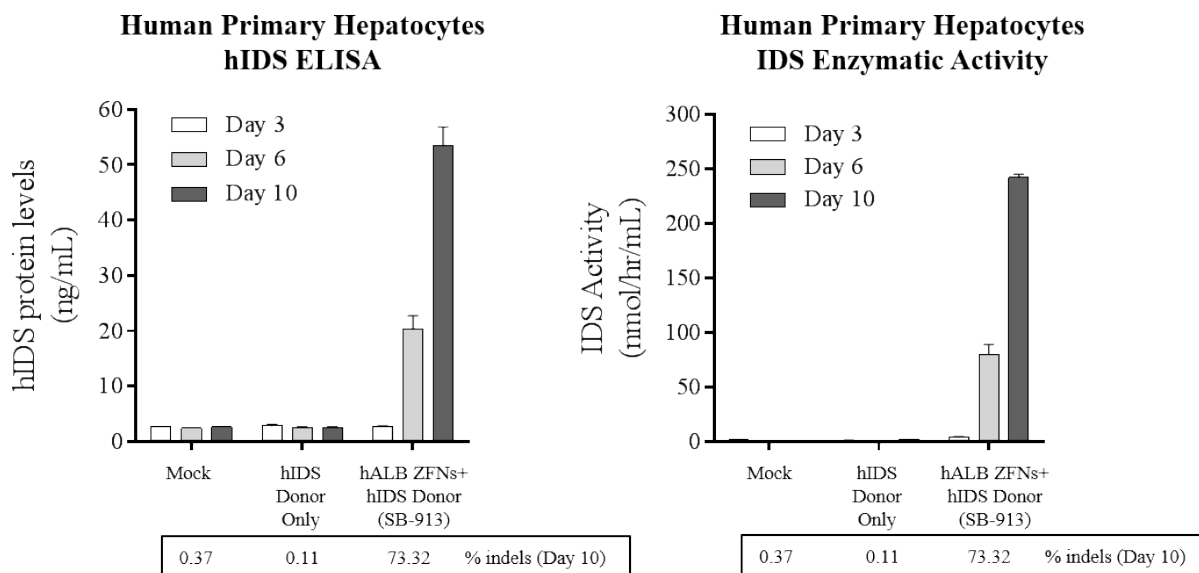 Human Primary Hepatocytes
hIDS ELISA
hIDS protein levels
(ng/mL)
60
50
40
30
20
10
0
Day 3
Day 6
Day 10
Mock
hIDS
Donor
Only
hALB ZFNs+
hIDS Donor
(SB-913)
0.37 0.11 73.32 % indels (Day 10)
Human Primary Hepatocytes
IDS Enzymatic Activity
IDS Activity
(nmol/hr/mL)
300
250
200
150
100
50
0
Day 3
Day 6
Day 10
Mock
hIDS
Donor
Only
hALB ZFNs+
hIDS Donor
(SB-913)
0.37 0.11 73.32 % indels (Day 10)